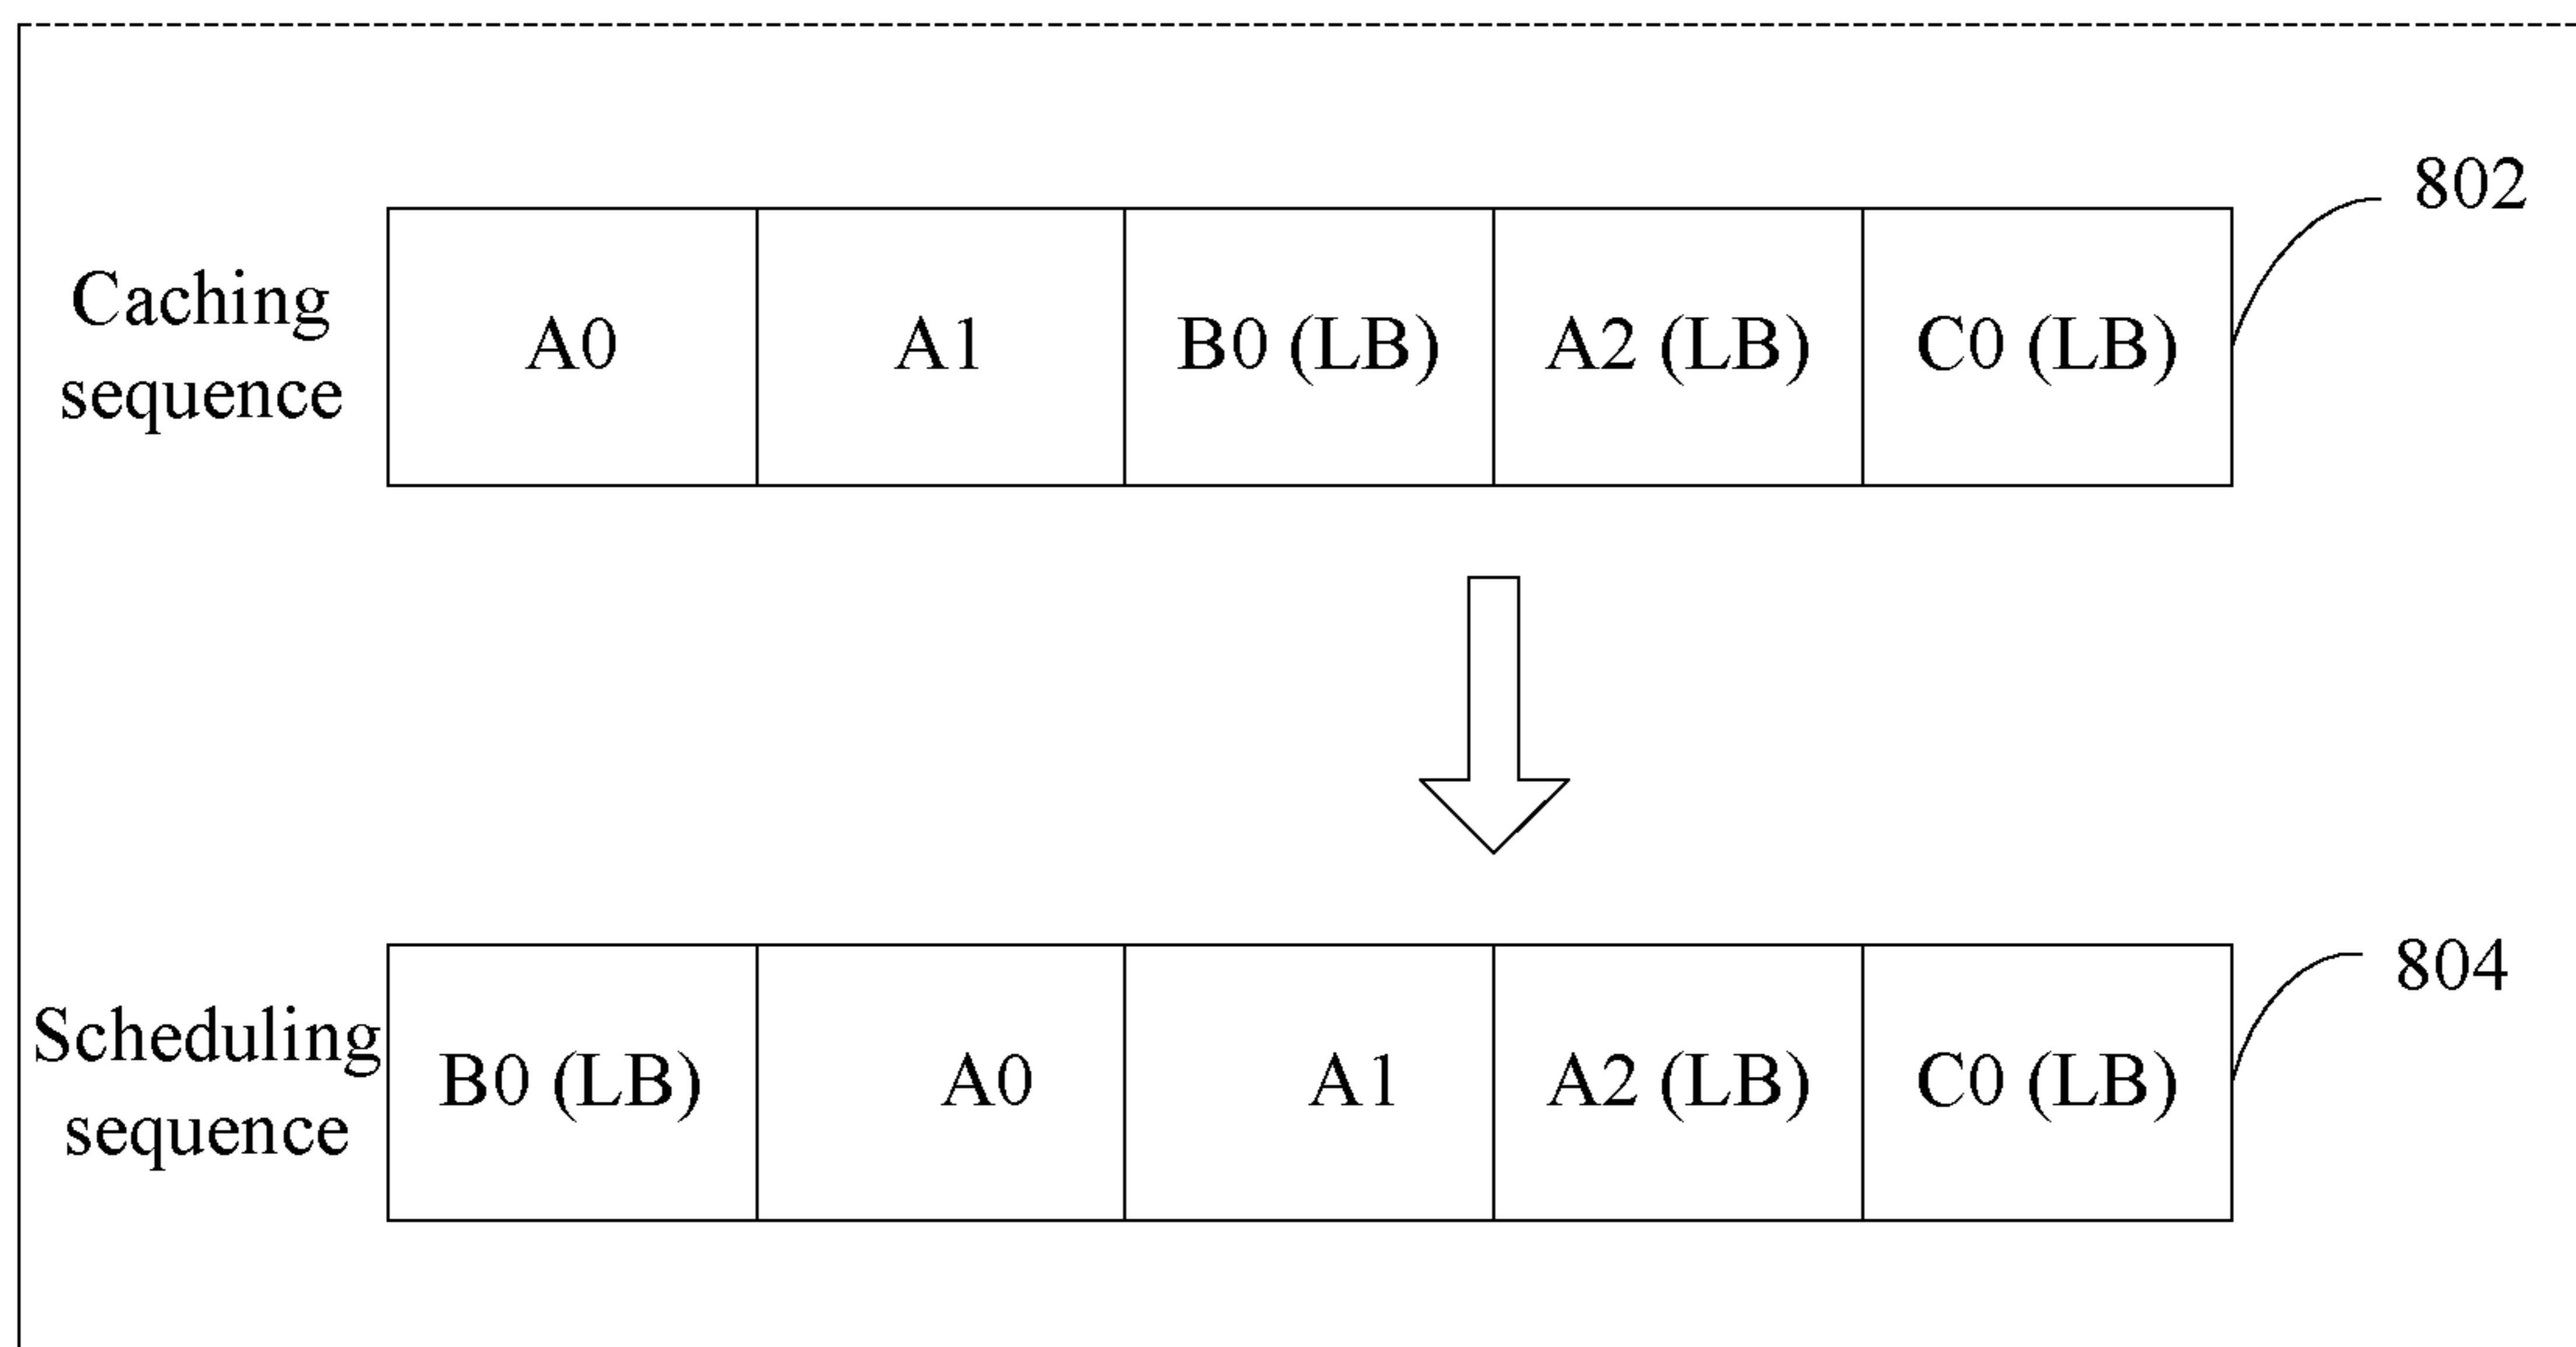 802
Caching
sequence
A0 A1 B0 (LB) A2 (LB) C0 (LB)
804
Scheduling
sequence
B0 (LB) A0 A1 A2 (LB) C0 (LB)